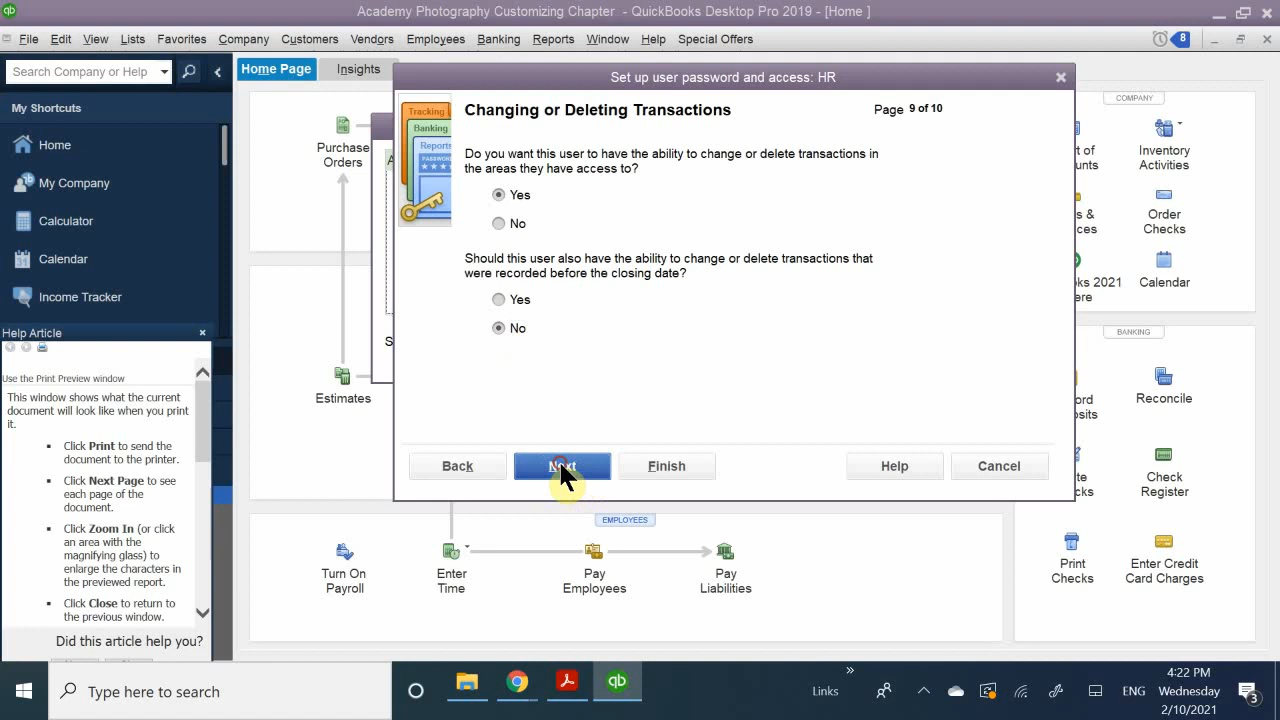 Academy Photography Customizing Chapter - QuickBooks Desktop Pro 2019 - [Home ]
File Edit View Lists Favorites Company Customers Vendors Employees Banking Reports Window Help Special Offers
8
Search Company or Help
Home Page
Insights
My Shortcuts
Home
My Company
Calculator
Calendar
Income Tracker
Help Article
Use the Print Preview window
This window shows what the current
document will look like when you print
it.
Click Print to send the
document to the printer.
Click Next Page to see
each page of the
document.
Click Zoom In (or click
an area with the
magnifying glass) to
enlarge the characters in
the previewed report.
Click Close to return to
the previous window.
Did this article help you?
Purchase
Orders
Estimates
Set up user password and access: HR
Tracking
Banking
Reports
PASSWORD
Changing or Deleting Transactions
Page 9 of 10
Do you want this user to have the ability to change or delete transactions in
the areas they have access to?
Yes
No
Should this user also have the ability to change or delete transactions that
were recorded before the closing date?
Yes
No
Back
Next
Finish
Help
Cancel
COMPANY
Inventory
Activities
Order
Checks
Calendar
BANKING
Reconcile
Check
Register
Print
Checks
Enter Credit
Card Charges
EMPLOYEES
Turn On
Payroll
Enter
Time
Pay
Employees
Pay
Liabilities
Type here to search
Links
ENG
4:22 PM
Wednesday
2/10/2021
3